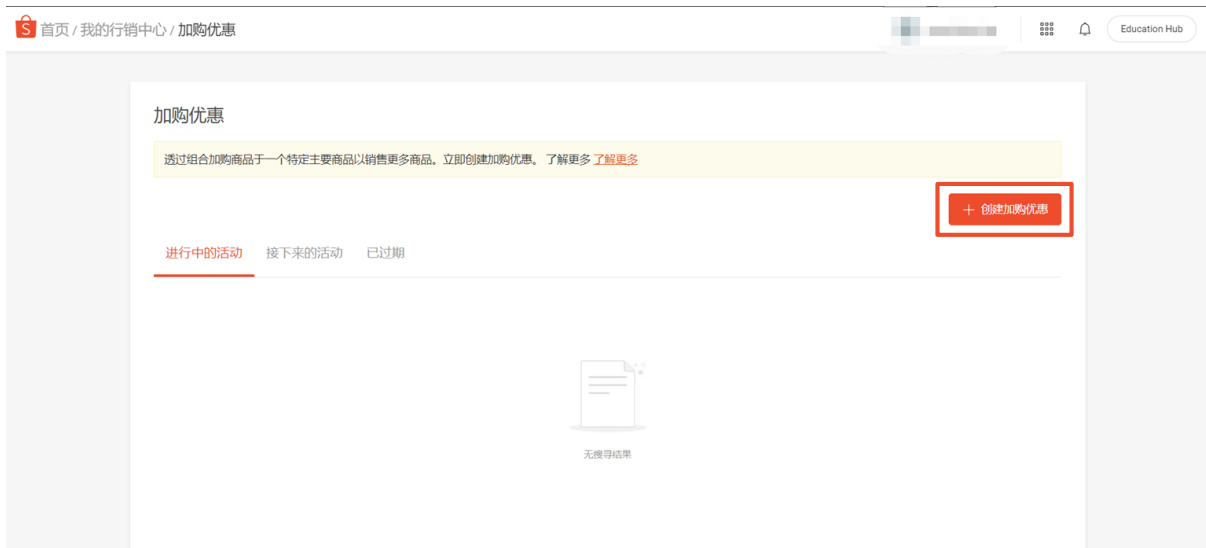 首页 / 我的行销中心 / 加购优惠
Education Hub
加购优惠
透过组合加购商品于一个特定主要商品以销售更多商品。立即创建加购优惠。 了解更多 了解更多
＋ 创建加购优惠
进行中的活动 接下来的活动 已过期
无搜寻结果